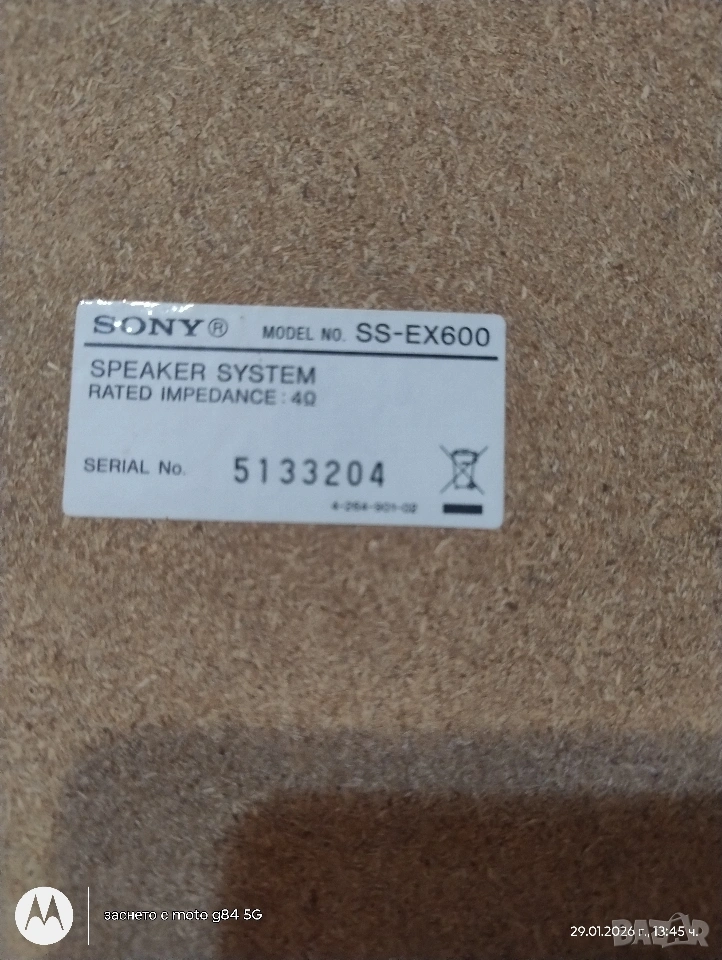 SONY® MODEL NO. SS-EX600
SPEAKER SYSTEM
RATED IMPEDANCE : 4Ω
SERIAL No. 5133204
4-264-901-02
заснето с moto g84 5G
29.01.2026 г., 13:45 ч.
BAZAR